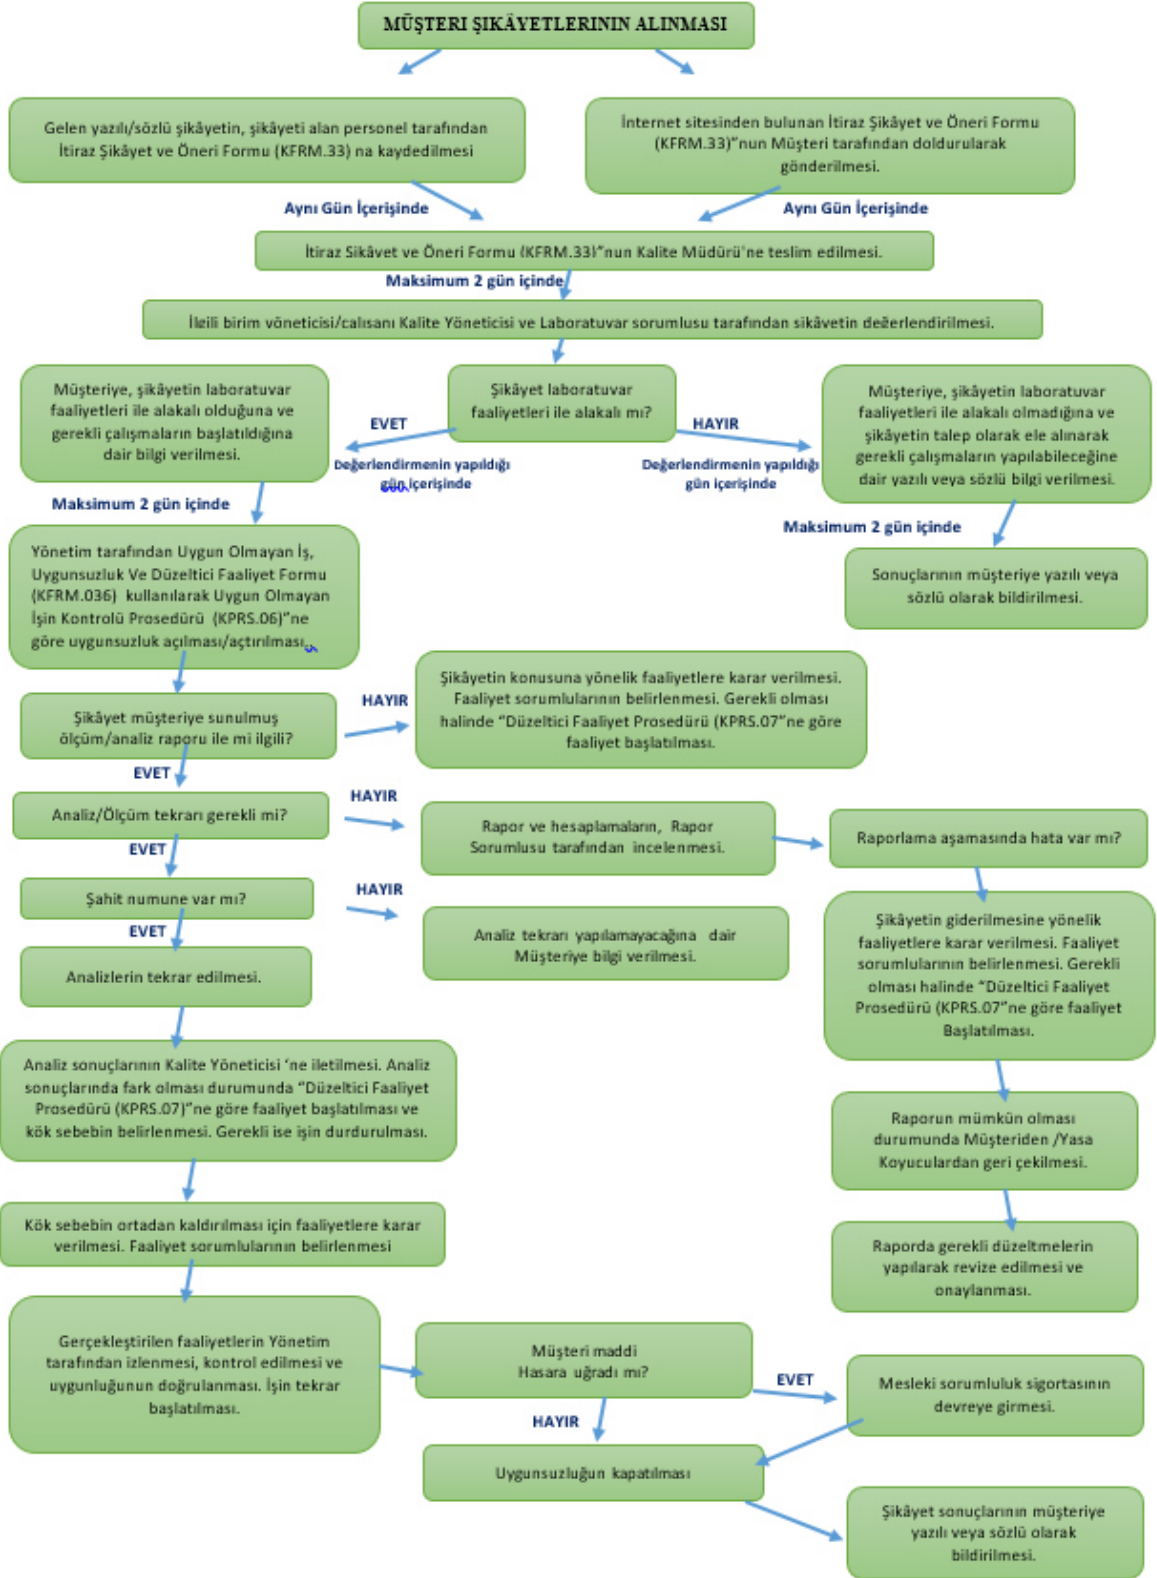 MÜŞTERI ŞIKÂYETLERININ ALINMASI
Gelen yazılı/sözlü şikâyetin, şikâyeti alan personel tarafından
İtiraz Şikâyet ve Öneri Formu (KFRM.33) na kaydedilmesi
İnternet sitesinden bulunan İtiraz Şikâyet ve Öneri Formu
(KFRM.33)”nun Müşteri tarafından doldurularak
gönderilmesi.
Aynı Gün İçerisinde
Aynı Gün İçerisinde
İtiraz Sikâvet ve Öneri Formu (KFRM.33)”nun Kalite Müdürü'ne teslim edilmesi.
Maksimum 2 gün içinde
İlgili birim vöneticisi/calısanı Kalite Yöneticisi ve Laboratuvar sorumlusu tarafından sikâvetin değerlendirilmesi.
Müşteriye, şikâyetin laboratuvar
faaliyetleri ile alakalı olduğuna ve
gerekli çalışmaların başlatıldığına
dair bilgi verilmesi.
Şikâyet laboratuvar
faaliyetleri ile alakalı mı?
Müşteriye, şikâyetin laboratuvar
faaliyetleri ile alakalı olmadığına ve
şikâyetin talep olarak ele alınarak
gerekli çalışmaların yapılabileceğine
dair yazılı veya sözlü bilgi verilmesi.
EVET
HAYIR
Değerlendirmenin yapıldığı
gün içerisinde
Değerlendirmenin yapıldığı
gün içerisinde
Maksimum 2 gün içinde
Maksimum 2 gün içinde
Yönetim tarafından Uygun Olmayan İş,
Uygunsuzluk Ve Düzeltici Faaliyet Formu
(KFRM.036) kullanılarak Uygun Olmayan
İşin Kontrolü Prosedürü (KPRS.06)”ne
göre uygunsuzluk açılması/açtırılması.
Sonuçlarının müşteriye yazılı veya
sözlü olarak bildirilmesi.
Şikâyet müşteriye sunulmuş
ölçüm/analiz raporu ile mi ilgili?
HAYIR
Şikâyetin konusuna yönelik faaliyetlere karar verilmesi.
Faaliyet sorumlularının belirlenmesi. Gerekli olması
halinde “Düzeltici Faaliyet Prosedürü (KPRS.07”ne göre
faaliyet başlatılması.
EVET
Analiz/Ölçüm tekrarı gerekli mi?
HAYIR
Rapor ve hesaplamaların, Rapor
Sorumlusu tarafından incelenmesi.
Raporlama aşamasında hata var mı?
EVET
Şahit numune var mı?
HAYIR
Analiz tekrarı yapılamayacağına dair
Müşteriye bilgi verilmesi.
Şikâyetin giderilmesine yönelik
faaliyetlere karar verilmesi. Faaliyet
sorumlularının belirlenmesi. Gerekli
olması halinde “Düzeltici Faaliyet
Prosedürü (KPRS.07”ne göre faaliyet
Başlatılması.
EVET
Analizlerin tekrar edilmesi.
Analiz sonuçlarının Kalite Yöneticisi ‘ne iletilmesi. Analiz
sonuçlarında fark olması durumunda “Düzeltici Faaliyet
Prosedürü (KPRS.07)”ne göre faaliyet başlatılması ve
kök sebebin belirlenmesi. Gerekli ise işin durdurulması.
Raporun mümkün olması
durumunda Müşteriden /Yasa
Koyuculardan geri çekilmesi.
Kök sebebin ortadan kaldırılması için faaliyetlere karar
verilmesi. Faaliyet sorumlularının belirlenmesi
Raporda gerekli düzeltmelerin
yapılarak revize edilmesi ve
onaylanması.
Gerçekleştirilen faaliyetlerin Yönetim
tarafından izlenmesi, kontrol edilmesi ve
uygunluğunun doğrulanması. İşin tekrar
başlatılması.
Müşteri maddi
Hasara uğradı mı?
EVET
Mesleki sorumluluk sigortasının
devreye girmesi.
HAYIR
Uygunsuzluğun kapatılması
Şikâyet sonuçlarının müşteriye
yazılı veya sözlü olarak
bildirilmesi.